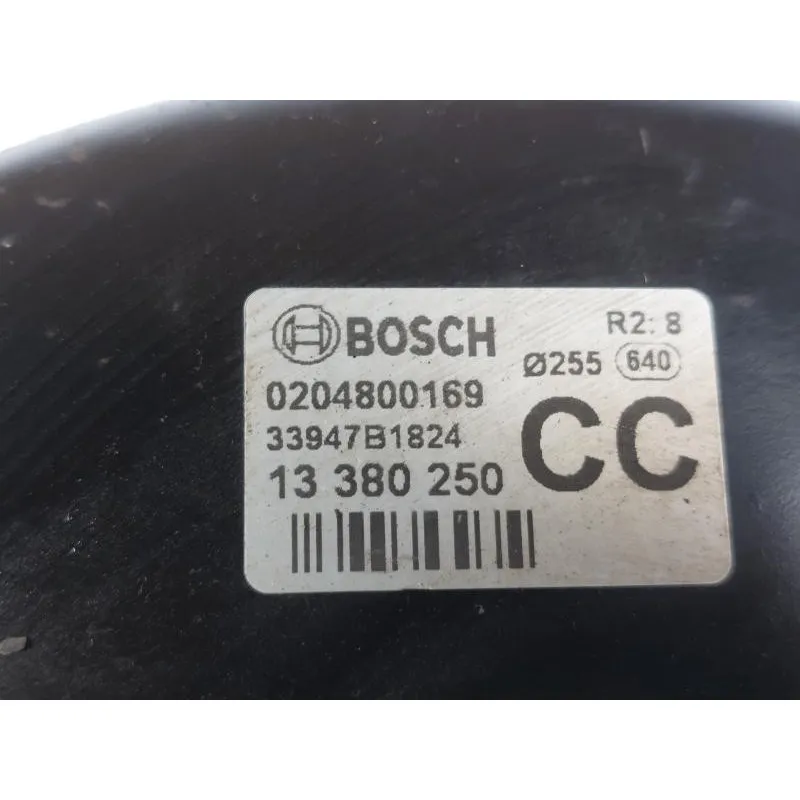 BOSCH
R2: 8
Ø255 640
0204800169
33947B1824
CC
13 380 250